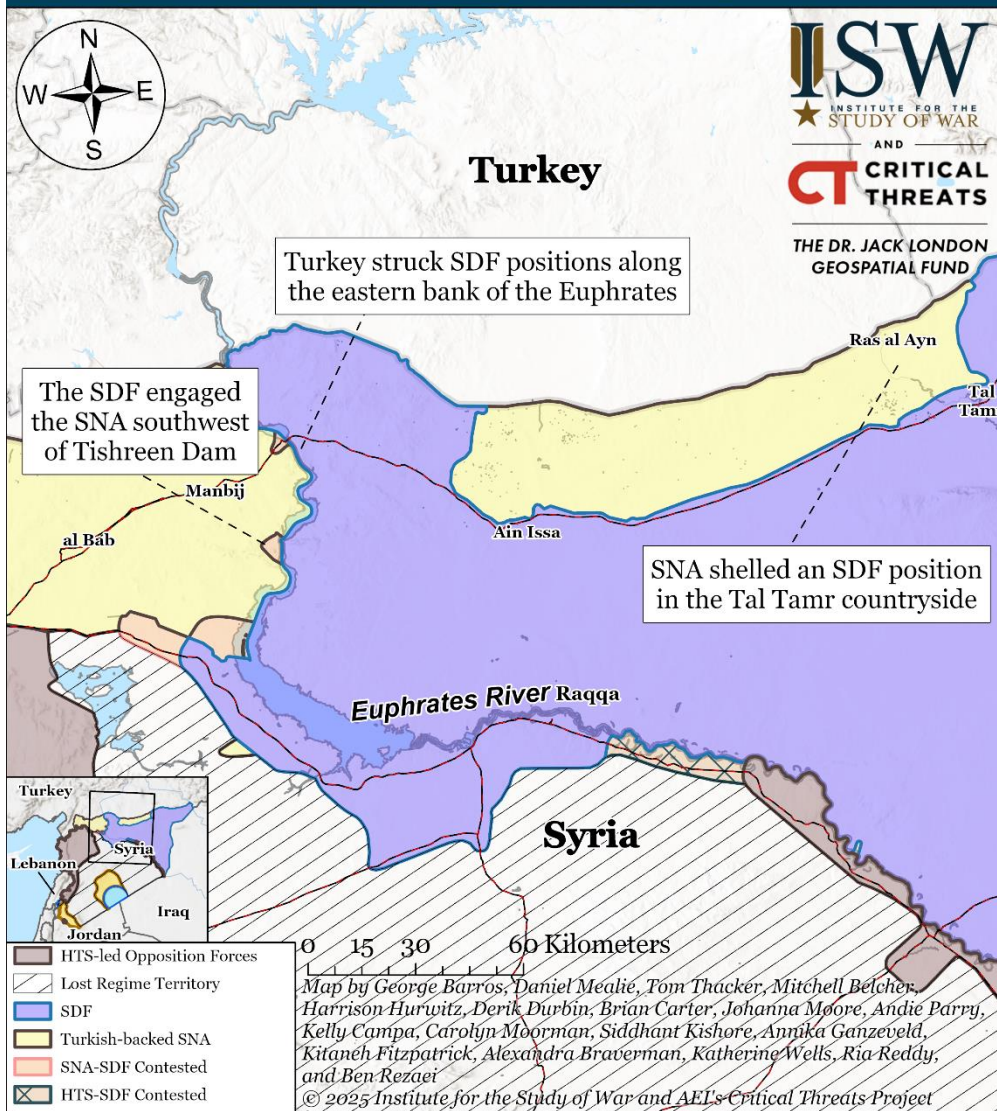 N
W
E
S
ISW
INSTITUTE FOR THE
STUDY OF WAR
AND
CT CRITICAL
THREATS
THE DR. JACK LONDON
GEOSPATIAL FUND
Turkey
Turkey struck SDF positions along
the eastern bank of the Euphrates
Ras al Ayn
The SDF engaged
the SNA southwest
of Tishreen Dam
Tal
Tam
Manbij
al Bab
Ain Issa
SNA shelled an SDF position
in the Tal Tamr countryside
Euphrates River
Raqqa
Syria
Turkey
Syria
Lebanon
Iraq
Jordan
HTS-led Opposition Forces
Lost Regime Territory
SDF
Turkish-backed SNA
SNA-SDF Contested
HTS-SDF Contested
0 15 30 60 Kilometers
Map by George Barros, Daniel Mealie, Tom Thacker, Mitchell Belcher,
Harrison Hurwitz, Derik Durbin, Brian Carter, Johanna Moore, Andie Parry,
Kelly Campa, Carolyn Moorman, Siddhant Kishore, Annika Ganzeveld,
Kitaneh Fitzpatrick, Alexandra Braverman, Katherine Wells, Ria Reddy,
and Ben Rezaei
© 2025 Institute for the Study of War and AEI's Critical Threats Project